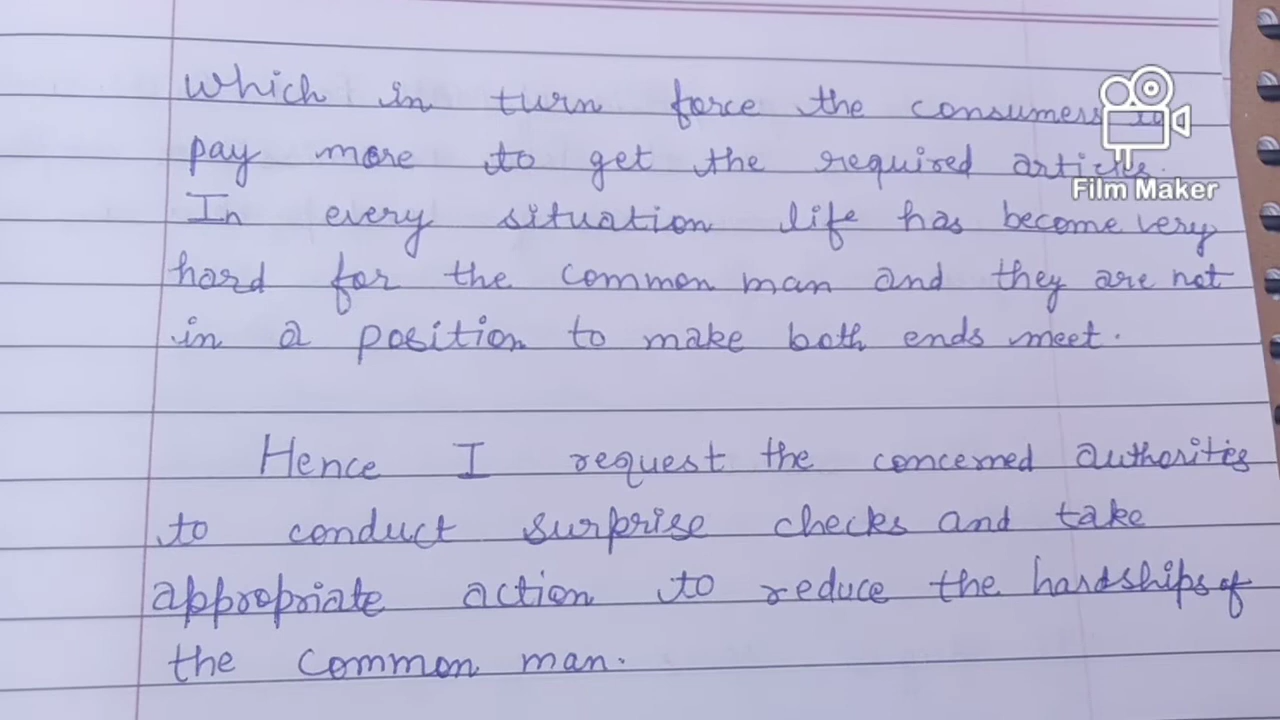 which in turn force the consumers to
pay more to get the required articles.
In every situation life has become very
hard for the common man and they are not
in a position to make both ends meet.
Hence I request the concerned authorities
to conduct surprise checks and take
appropriate action to reduce the hardships of
the common man.
Film Maker